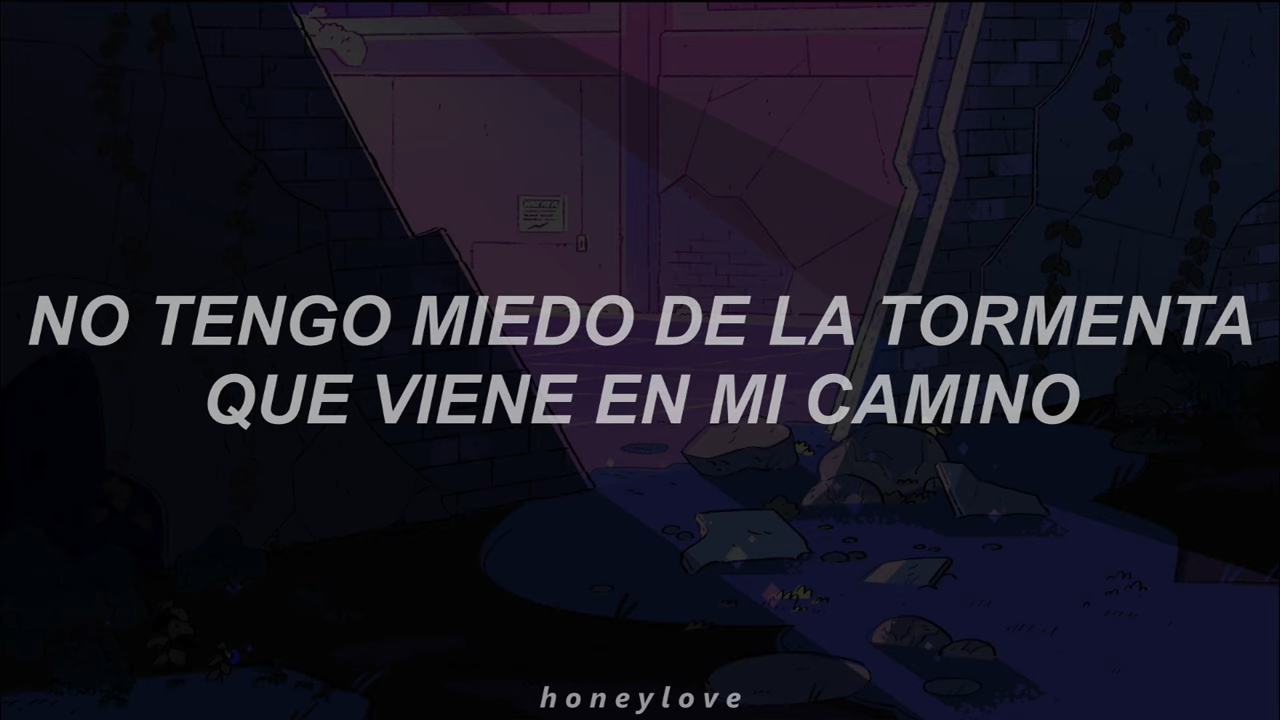 NO TENGO MIEDO DE LA TORMENTA
QUE VIENE EN MI CAMINO
honeylove